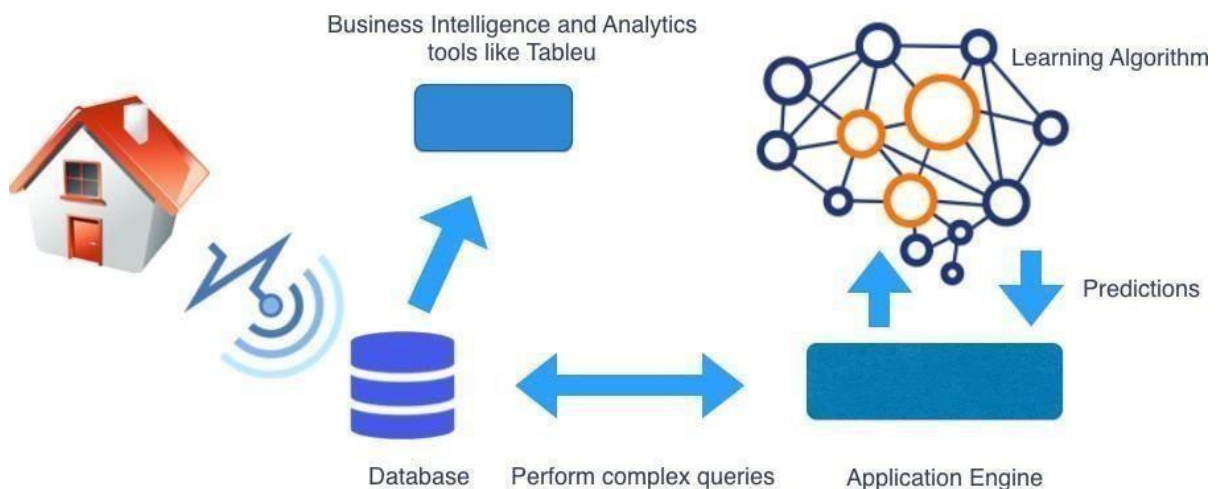 Business Intelligence and Analytics
tools like Tableu
Learning Algorithm
Predictions
Database
Perform complex queries
Application Engine